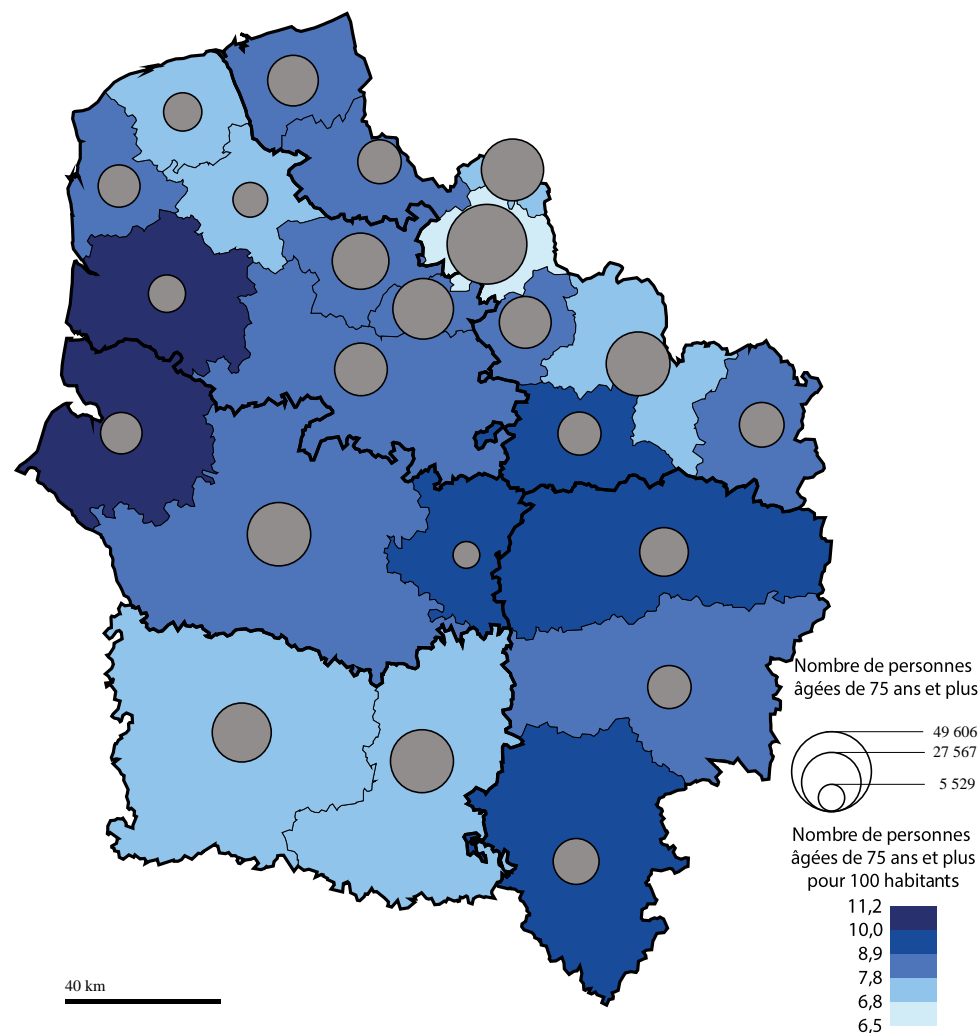 Nombre de personnes
âgées de 75 ans et plus
49 606
27 567
5 529
Nombre de personnes
âgées de 75 ans et plus
pour 100 habitants
11,2
10,0
8,9
7,8
6,8
6,5
40 km